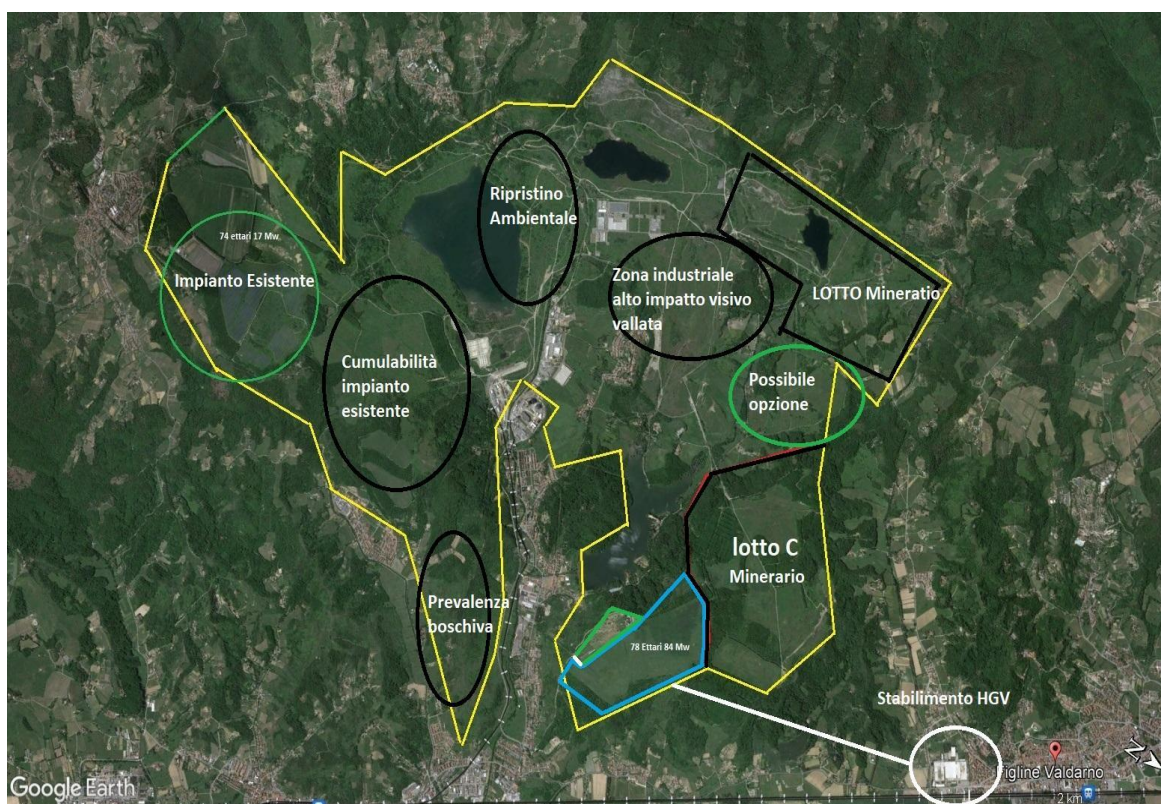 Ripristino
Ambientale
74 ettari 17 Mw
Impianto Esistente
Zona industriale
alto impatto visivo
vallata
LOTTO Mineratio
Cumulabilità
impianto
esistente
Possibile
opzione
lotto C
Minerario
Prevalenza
boschiva
78 Ettari 84 Mw
Stabilimento HGV
N
Figline Valdarno
Google Earth
2 km